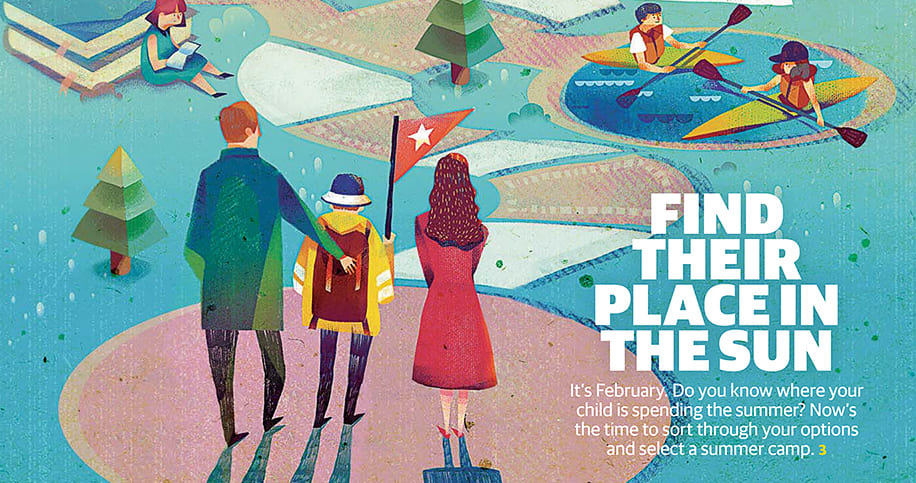 FIND
THEIR
PLACE IN
THE SUN
It's February. Do you know where your
child is spending the summer? Now's
the time to sort through your options
and select a summer camp. 3